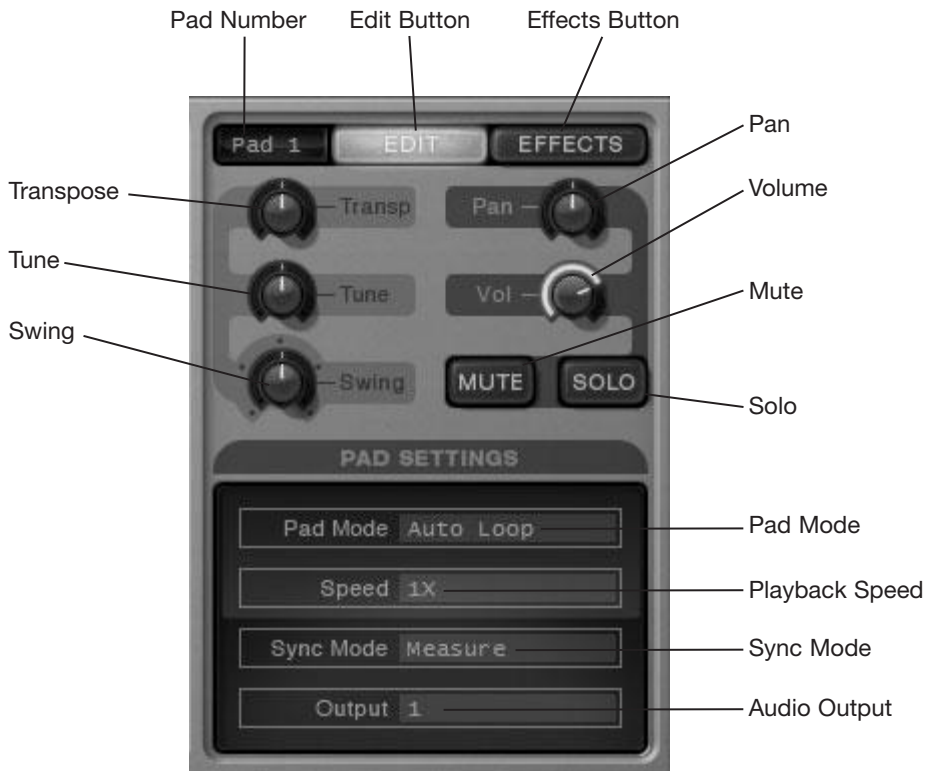 Pad Number Edit Button Effects Button
Pad 1 EDIT EFFECTS
Pan
Transpose Transp Pan Volume
Tune Tune Vol
Mute
Swing Swing MUTE SOLO
Solo
PAD SETTINGS
Pad Mode Auto Loop Pad Mode
Speed 1X Playback Speed
Sync Mode Measure Sync Mode
Output 1 Audio Output